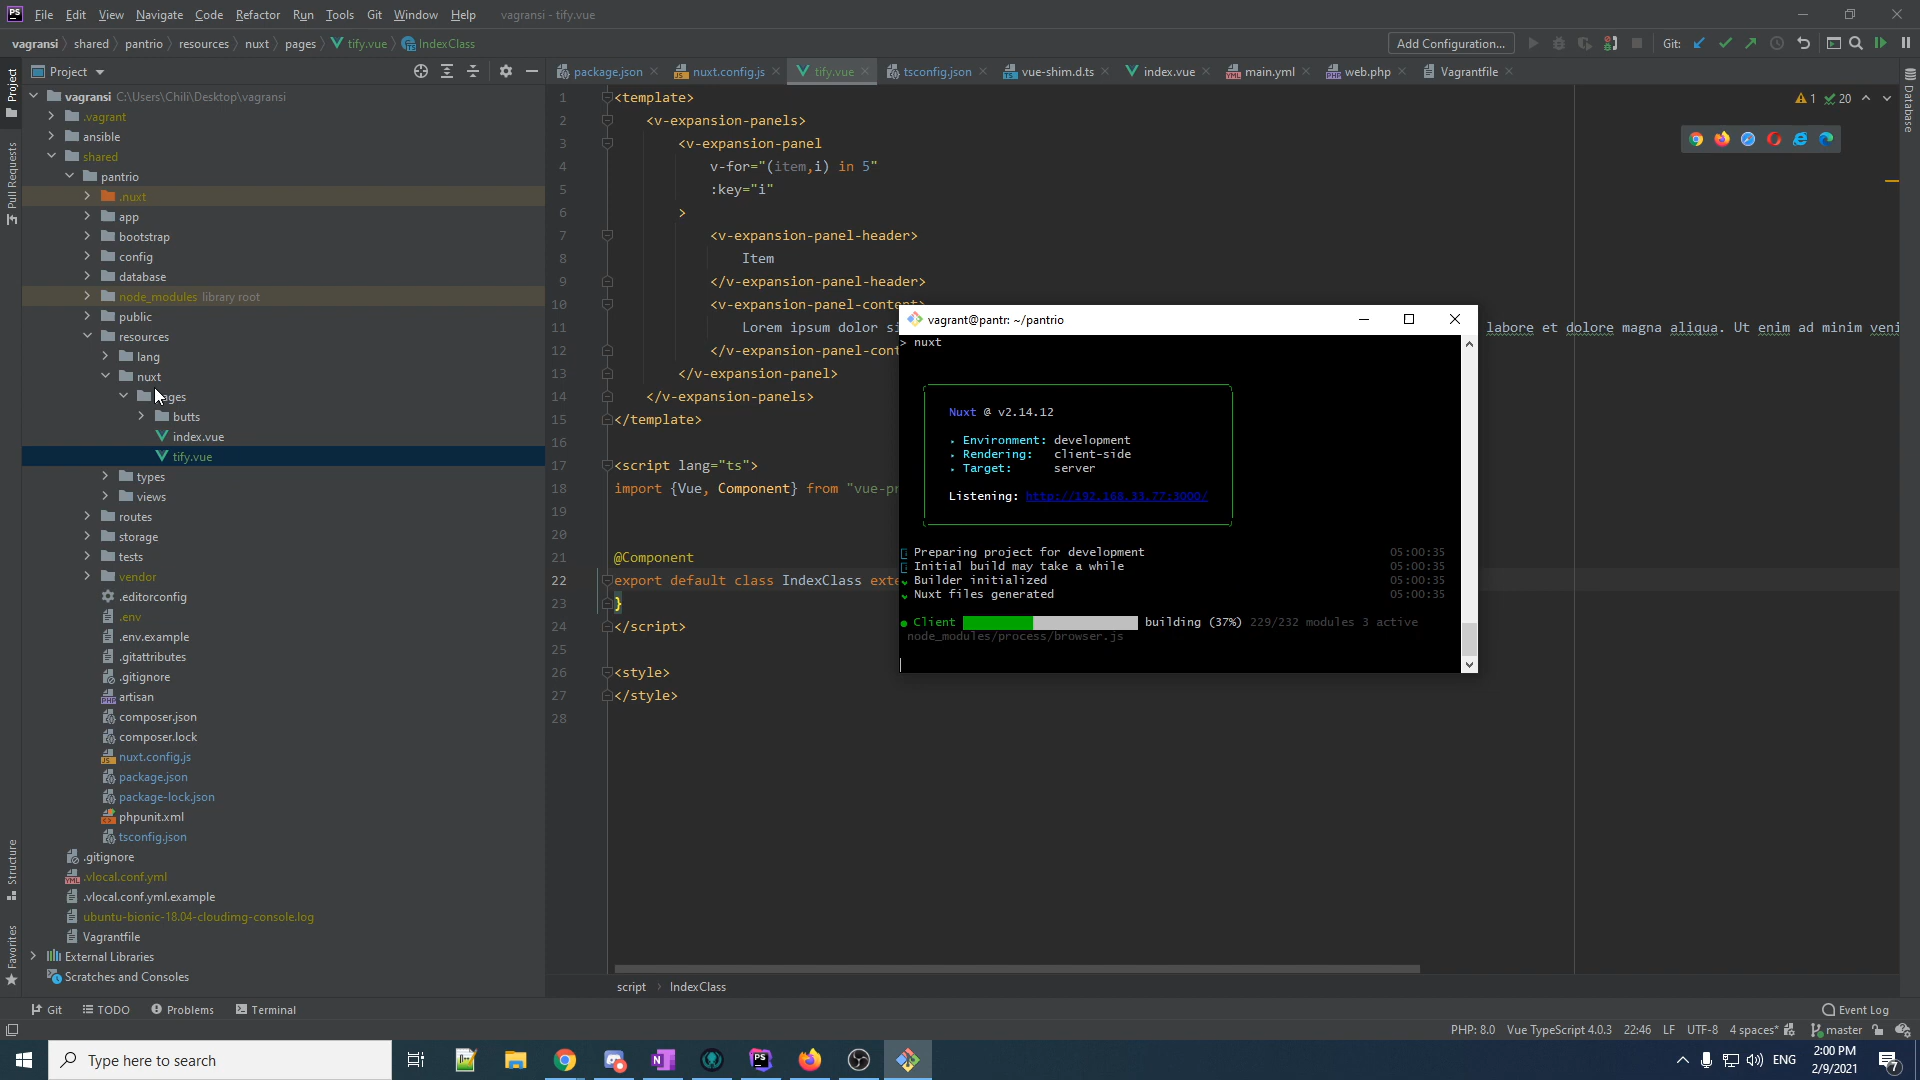 PS File Edit View Navigate Code Refactor Run Tools Git Window Help vagransi - tify.vue
vagransi shared pantrio resources nuxt pages tify.vue IndexClass Add Configuration... Git:
Project
package.json nuxt.config.js tify.vue tsconfig.json vue-shim.d.ts index.vue main.yml web.php Vagrantfile
vagransi C:\Users\Chili\Desktop\vagransi
.vagrant
ansible
shared
pantrio
.nuxt
app
bootstrap
config
database
node_modules library root
public
resources
lang
nuxt
butts
index.vue
tify.vue
types
views
routes
storage
tests
vendor
.editorconfig
.env
.env.example
.gitattributes
.gitignore
artisan
composer.json
composer.lock
nuxt.config.js
package.json
package-lock.json
phpunit.xml
tsconfig.json
.gitignore
.vlocal.conf.yml
.vlocal.conf.yml.example
ubuntu-bionic-18.04-cloudimg-console.log
Vagrantfile
External Libraries
Scratches and Consoles
Project
Pull Requests
Structure
Favorites
Database
1 20
1 <template>
2 <v-expansion-panels>
3 <v-expansion-panel
4 v-for="(item,i) in 5"
5 :key="i"
6 >
7 <v-expansion-panel-header>
8 Item
9 </v-expansion-panel-header>
10 <v-expansion-panel-content>
11 Lorem ipsum dolor labore et dolore magna aliqua. Ut enim ad minim veni
12 </v-expansion-panel-cont
13 </v-expansion-panel>
14 </v-expansion-panels>
15 </template>
16
17 <script lang="ts">
18 import {Vue, Component} from "vue-pr
19
20
21 @Component
22 export default class IndexClass exte
23 }
24 </script>
25
26 <style>
27 </style>
28
vagrant@pantr: ~/pantrio
> nuxt
Nuxt @ v2.14.12
▸ Environment: development
▸ Rendering: client-side
▸ Target: server
Listening: http://192.168.33.77:3000/
Preparing project for development 05:00:35
Initial build may take a while 05:00:35
Builder initialized 05:00:35
Nuxt files generated 05:00:35
Client building (37%) 229/232 modules 3 active
node_modules/process/browser.js
script IndexClass
Git TODO Problems Terminal Event Log
PHP: 8.0 Vue TypeScript 4.0.3 22:46 LF UTF-8 4 spaces* master
Type here to search
ENG 2:00 PM
2/9/2021
7